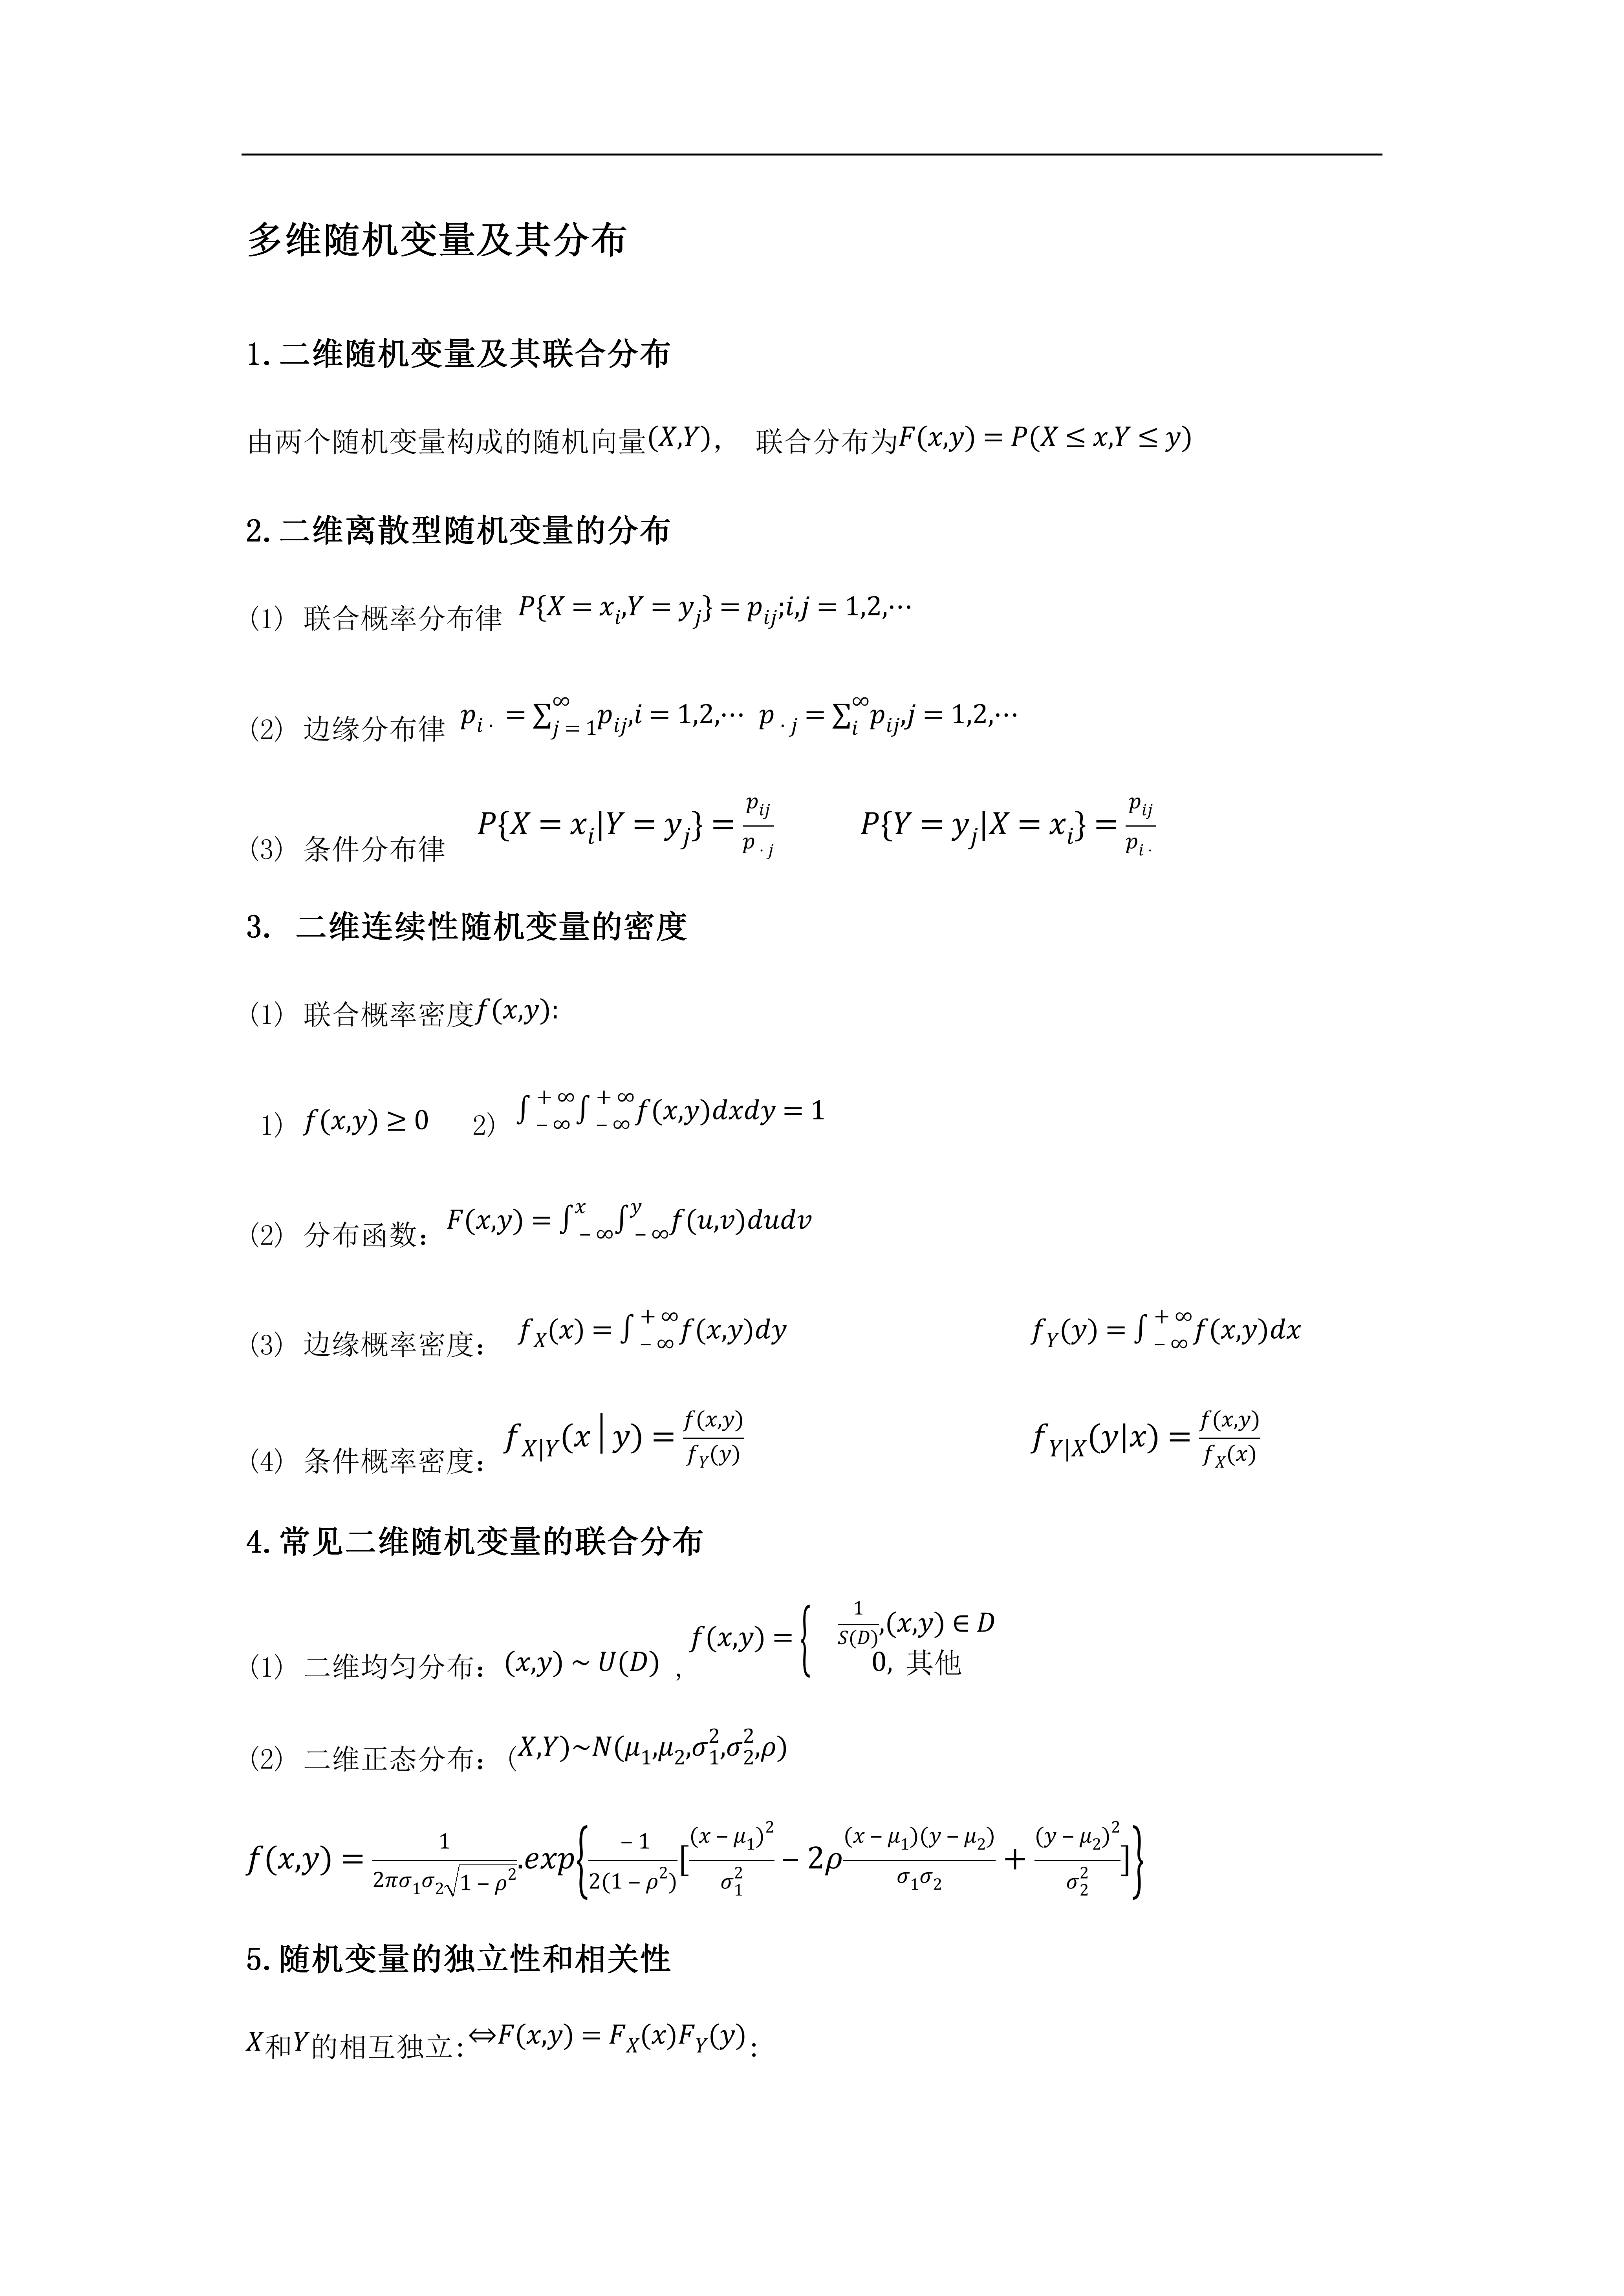 多维随机变量及其分布
1.二维随机变量及其联合分布
由两个随机变量构成的随机向量$(X,Y)$， 联合分布为$F(x,y) = P(X \leq x,Y \leq y)$
2.二维离散型随机变量的分布
(1) 联合概率分布律 $P\{X = x_i,Y = y_j\} = p_{ij};i,j = 1,2,\cdots$
(2) 边缘分布律 $p_{i\cdot} = \sum_{j=1}^{\infty}p_{ij},i = 1,2,\cdots$ $p_{\cdot j} = \sum_{i}^{\infty}p_{ij},j = 1,2,\cdots$
(3) 条件分布律 $P\{X = x_i|Y = y_j\} = \frac{p_{ij}}{p_{\cdot j}}$ $P\{Y = y_j|X = x_i\} = \frac{p_{ij}}{p_{i\cdot}}$
3. 二维连续性随机变量的密度
(1) 联合概率密度$f(x,y):$
1) $f(x,y) \geq 0$ 2) $\int_{-\infty}^{+\infty}\int_{-\infty}^{+\infty}f(x,y)dxdy = 1$
(2) 分布函数：$F(x,y) = \int_{-\infty}^{x}\int_{-\infty}^{y}f(u,v)dudv$
(3) 边缘概率密度： $f_X(x) = \int_{-\infty}^{+\infty}f(x,y)dy$ $f_Y(y) = \int_{-\infty}^{+\infty}f(x,y)dx$
(4) 条件概率密度：$f_{X|Y}(x|y) = \frac{f(x,y)}{f_Y(y)}$ $f_{Y|X}(y|x) = \frac{f(x,y)}{f_X(x)}$
4.常见二维随机变量的联合分布
(1) 二维均匀分布：$(x,y) \sim U(D)$ ,$f(x,y) = \begin{cases} \frac{1}{S(D)},(x,y) \in D \\ 0, 其他 \end{cases}$
(2) 二维正态分布：($X,Y)\sim N(\mu_1,\mu_2,\sigma_1^2,\sigma_2^2,\rho)$
$f(x,y) = \frac{1}{2\pi\sigma_1\sigma_2\sqrt{1-\rho^2}}.exp\left\{\frac{-1}{2(1-\rho^2)}[\frac{(x-\mu_1)^2}{\sigma_1^2} - 2\rho\frac{(x-\mu_1)(y-\mu_2)}{\sigma_1\sigma_2} + \frac{(y-\mu_2)^2}{\sigma_2^2}]\right\}$
5.随机变量的独立性和相关性
$X$和$Y$的相互独立:$\Leftrightarrow F(x,y) = F_X(x)F_Y(y)$: